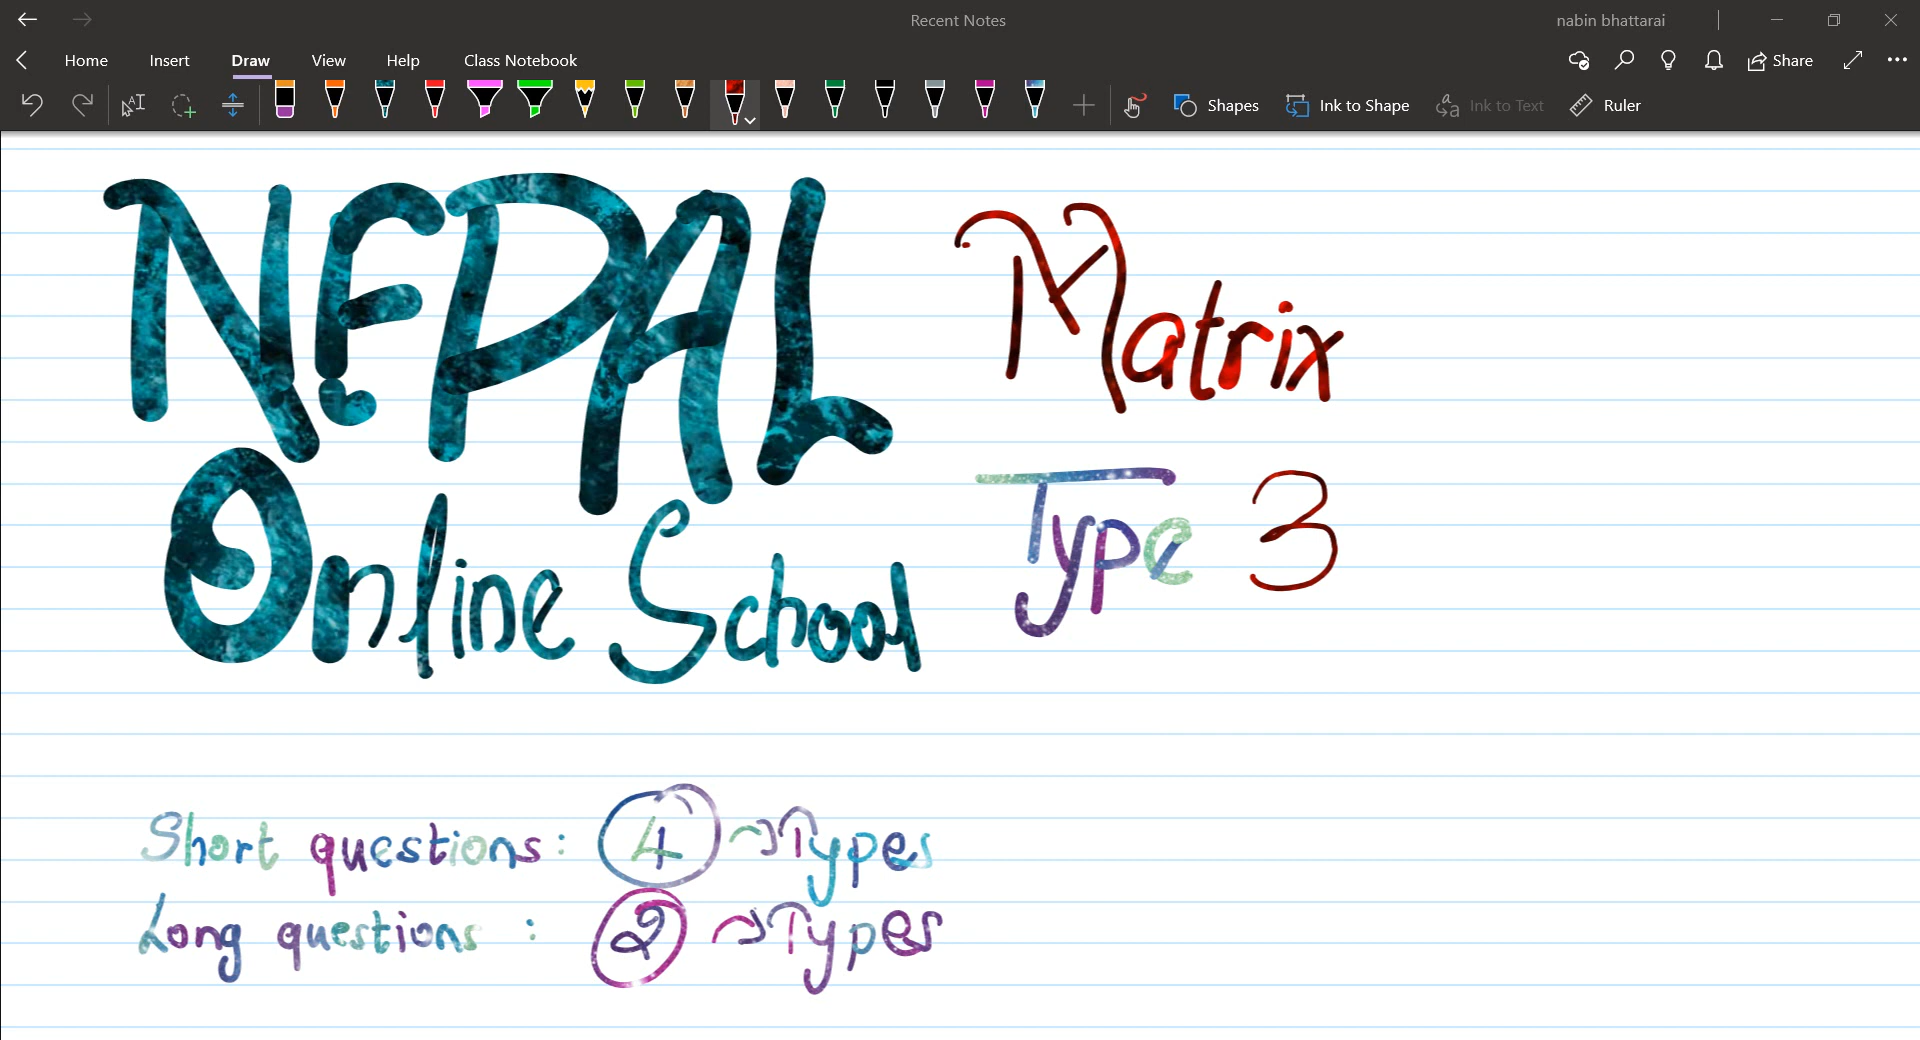 Recent Notes
nabin bhattarai
Home Insert Draw View Help Class Notebook
Share
Shapes Ink to Shape Ink to Text Ruler
NEPAL
Online School
Matrix
Type 3
Short questions: 4 Types
Long questions : 2 Types